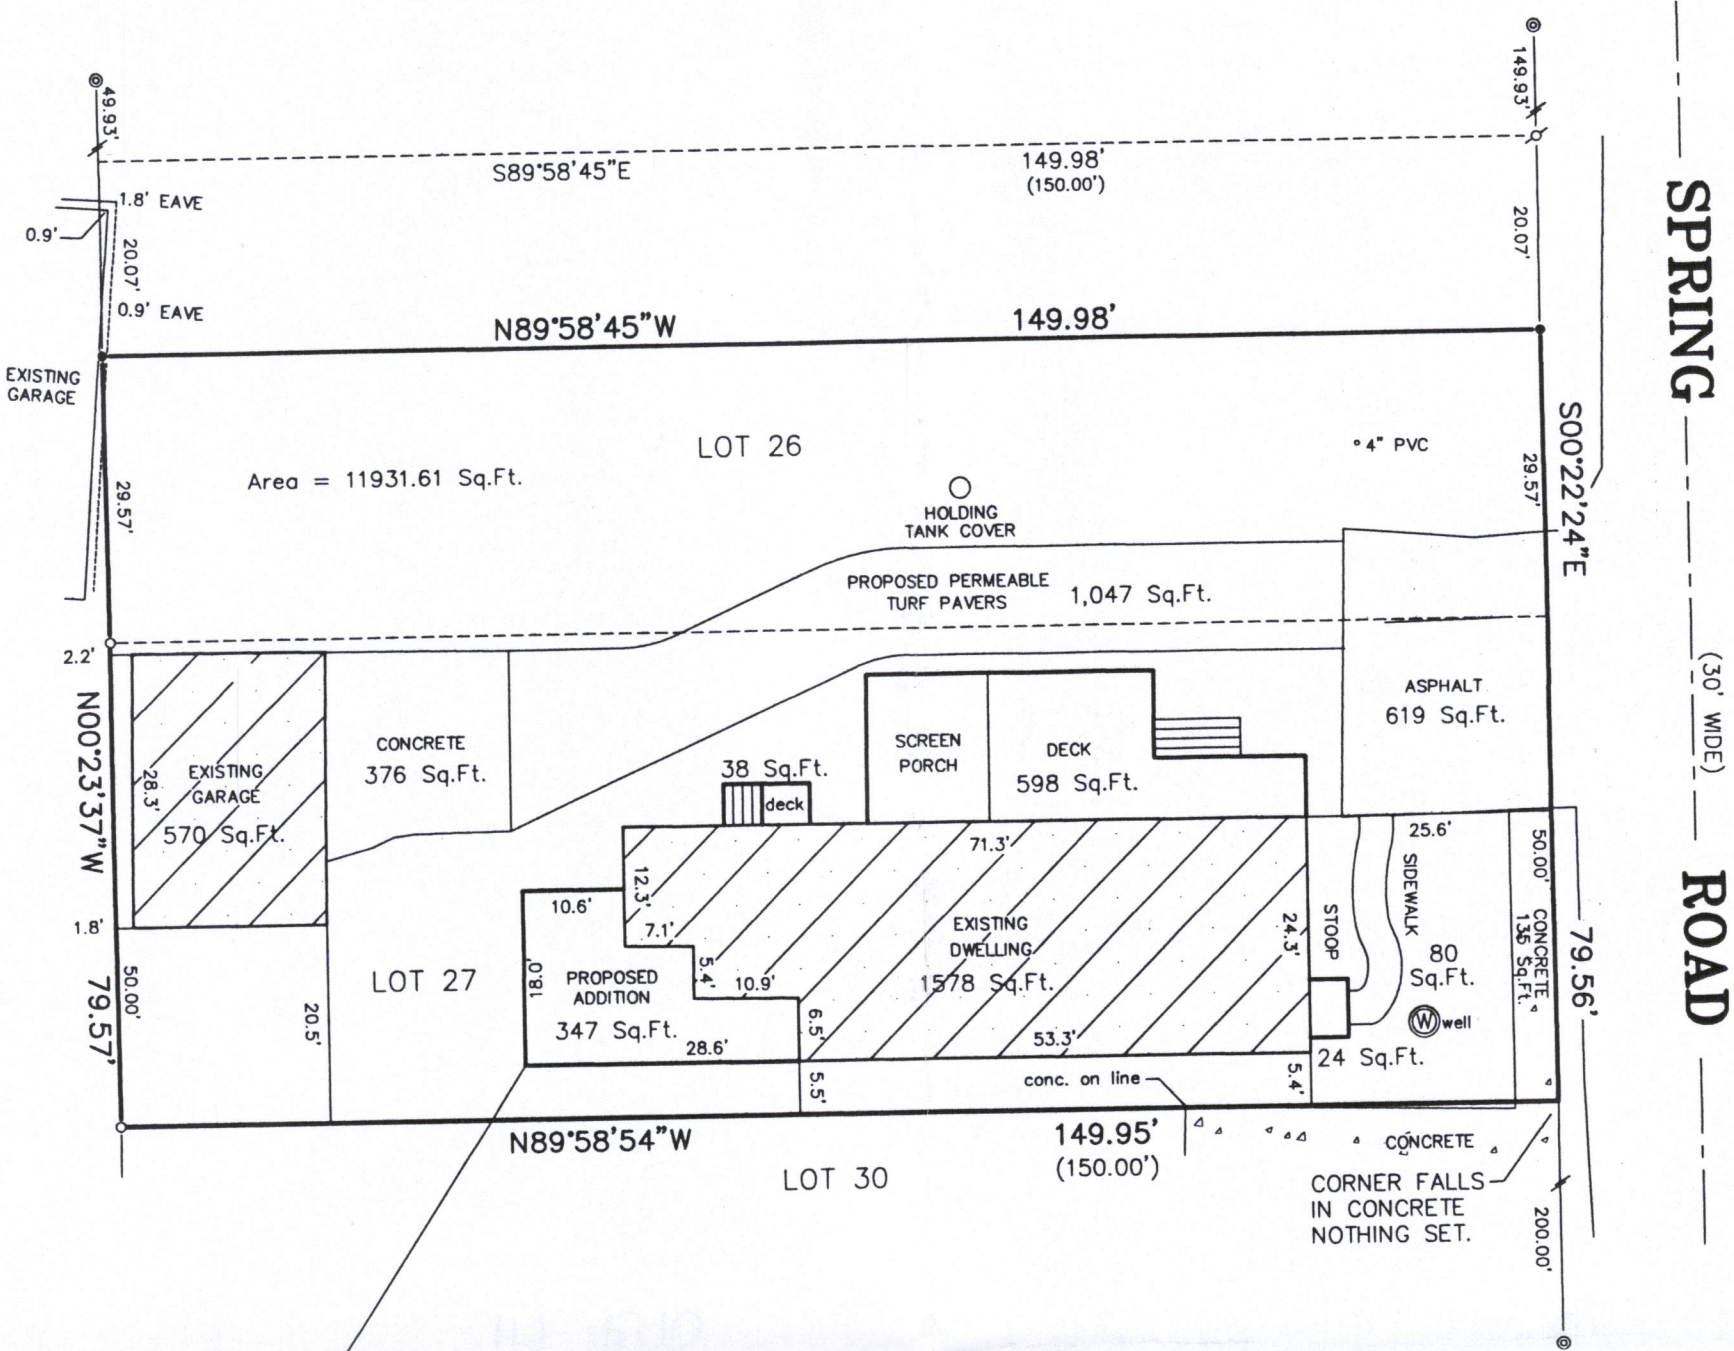 149.93'
49.93'
S89°58'45"E
149.98'
(150.00')
1.8' EAVE
0.9'
20.07'
0.9' EAVE
20.07'
N89°58'45"W
149.98'
EXISTING
GARAGE
SPRING
(30' WIDE)
ROAD
S00°22'24"E
29.57'
29.57'
LOT 26
4" PVC
Area = 11931.61 Sq.Ft.
HOLDING
TANK COVER
PROPOSED PERMEABLE
TURF PAVERS
1,047 Sq.Ft.
2.2'
N00°23'37"W
79.57'
28.3'
EXISTING
GARAGE
570 Sq.Ft.
CONCRETE
376 Sq.Ft.
SCREEN
PORCH
DECK
598 Sq.Ft.
ASPHALT
619 Sq.Ft.
38 Sq.Ft.
deck
71.3'
25.6'
50.00'
12.3'
10.6'
7.1'
5.4'
10.9'
6.5'
EXISTING
DWELLING
1578 Sq.Ft.
24.3'
53.3'
STOOP
SIDEWALK
80
Sq.Ft.
CONCRETE
135 Sq.Ft.
79.56'
W well
24 Sq.Ft.
1.8'
50.00'
LOT 27
20.5'
18.0'
PROPOSED
ADDITION
347 Sq.Ft.
28.6'
5.5'
conc. on line
5.4'
N89°58'54"W
149.95'
(150.00')
CONCRETE
LOT 30
CORNER FALLS
IN CONCRETE
NOTHING SET.
200.00'